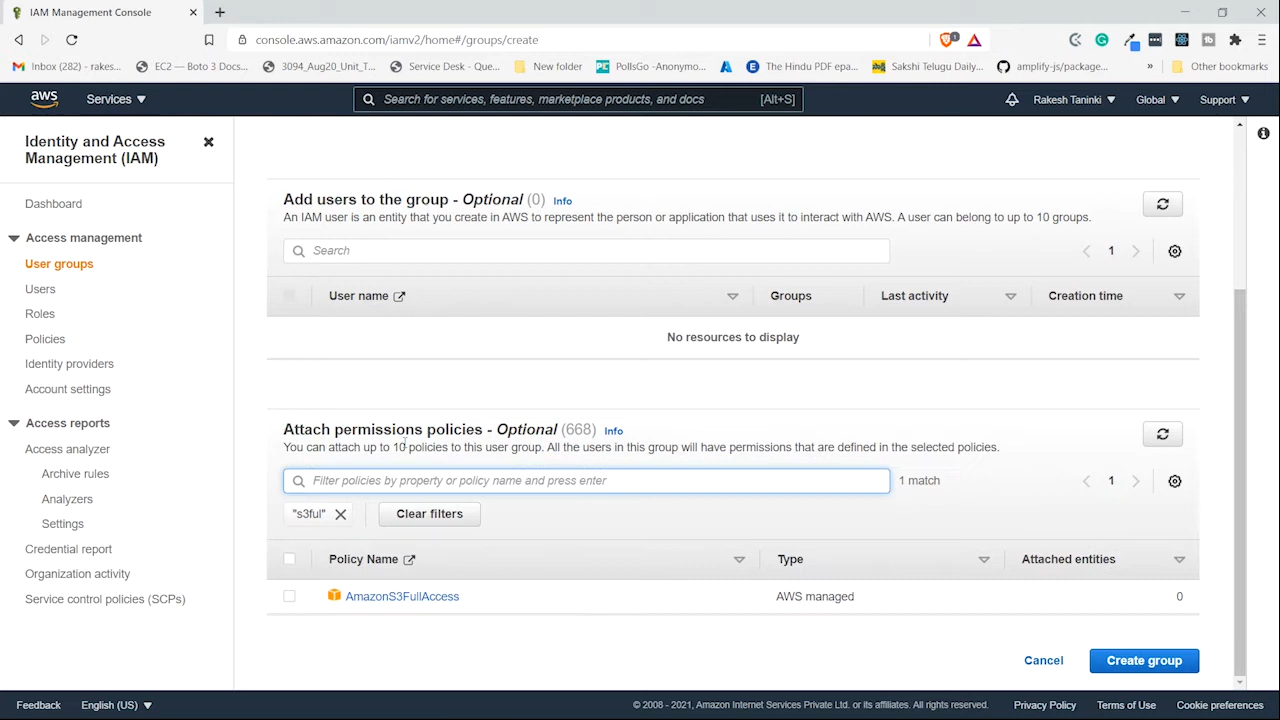 IAM Management Console
console.aws.amazon.com/iamv2/home#/groups/create
1
Inbox (282) - rakes...
EC2 — Boto 3 Docs...
3094_Aug20_Unit_T...
Service Desk - Que...
New folder
PC
PollsGo -Anonymo...
The Hindu PDF epa...
Sakshi Telugu Daily...
amplify-js/package...
»
Other bookmarks
aws
Services
Search for services, features, marketplace products, and docs
[Alt+S]
Rakesh Taninki
Global
Support
Identity and Access
Management (IAM)
Dashboard
Access management
User groups
Users
Roles
Policies
Identity providers
Account settings
Access reports
Access analyzer
Archive rules
Analyzers
Settings
Credential report
Organization activity
Service control policies (SCPs)
Add users to the group - Optional (0) Info
An IAM user is an entity that you create in AWS to represent the person or application that uses it to interact with AWS. A user can belong to up to 10 groups.
Search
1
User name
Groups
Last activity
Creation time
No resources to display
Attach permissions policies - Optional (668) Info
You can attach up to 10 policies to this user group. All the users in this group will have permissions that are defined in the selected policies.
Filter policies by property or policy name and press enter
1 match
1
"s3ful"
Clear filters
Policy Name
Type
Attached entities
AmazonS3FullAccess
AWS managed
0
Cancel
Create group
Feedback
English (US)
© 2008 - 2021, Amazon Internet Services Private Ltd. or its affiliates. All rights reserved.
Privacy Policy
Terms of Use
Cookie preferences